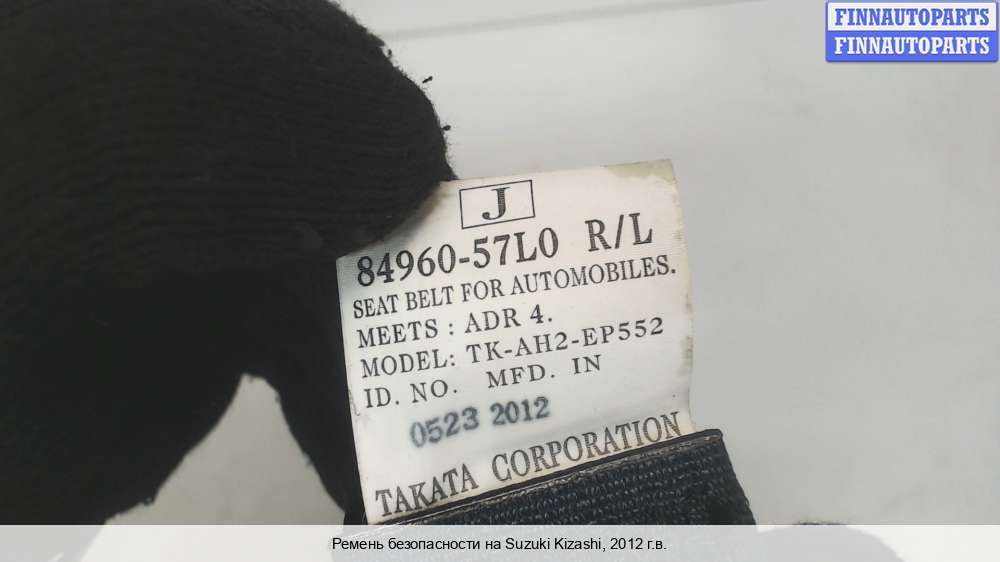 FINNAUTOPARTS
FINNAUTOPARTS
J
84960-57L0 R/L
SEAT BELT FOR AUTOMOBILES.
MEETS : ADR 4.
MODEL: TK-AH2-EP552
ID. NO. MFD. IN
0523 2012
TAKATA CORPORATION
Ремень безопасности на Suzuki Kizashi, 2012 г.в.